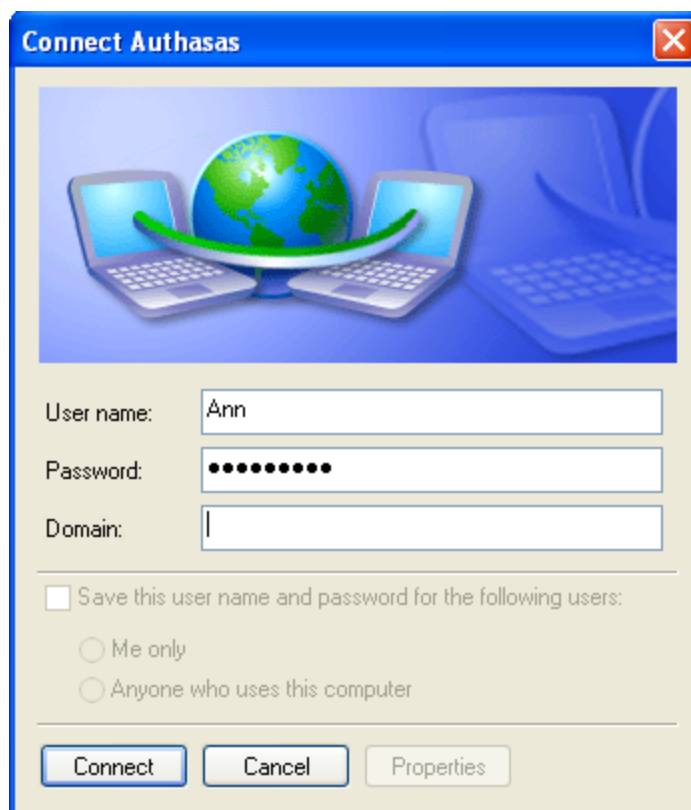 Connect Authasas
User name: Ann
Password: •••••••••
Domain:
Save this user name and password for the following users:
Me only
Anyone who uses this computer
Connect Cancel Properties